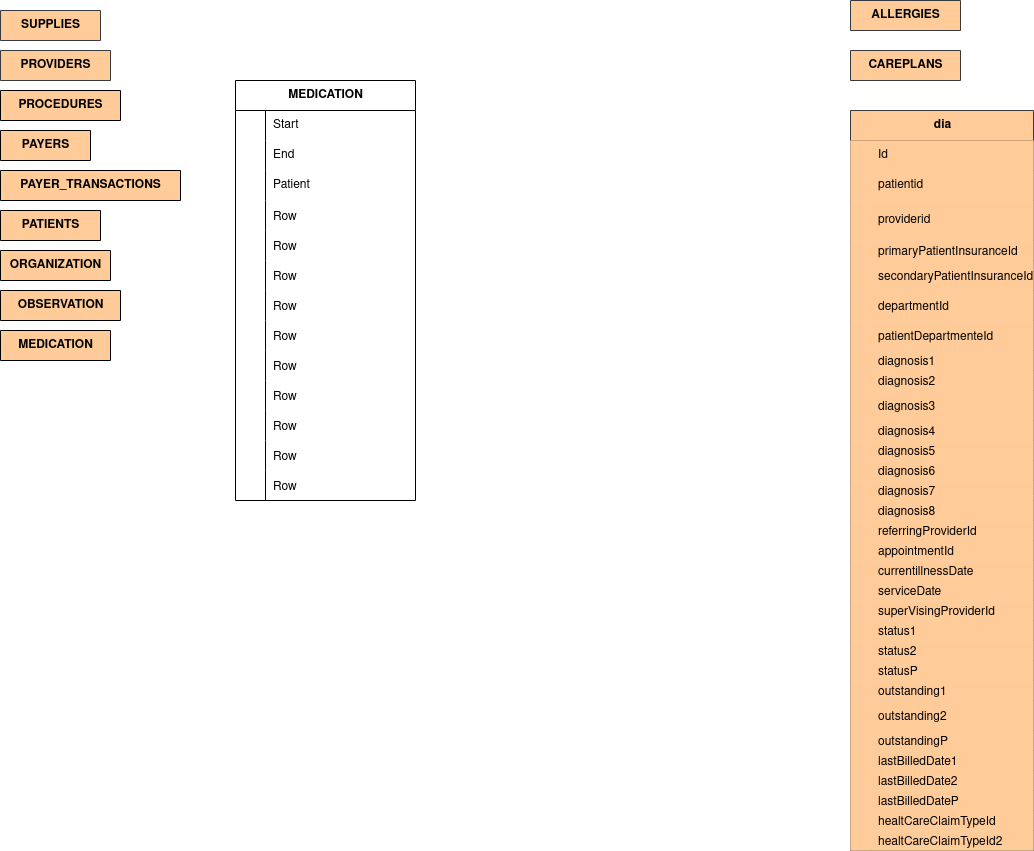 SUPPLIES
PROVIDERS
PROCEDURES
PAYERS
PAYER_TRANSACTIONS
PATIENTS
ORGANIZATION
OBSERVATION
MEDICATION
MEDICATION
Start
End
Patient
Row
Row
Row
Row
Row
Row
Row
Row
Row
Row
ALLERGIES
CAREPLANS
dia
Id
patientid
providerid
primaryPatientInsuranceId
secondaryPatientInsuranceId
departmentId
patientDepartmenteId
diagnosis1
diagnosis2
diagnosis3
diagnosis4
diagnosis5
diagnosis6
diagnosis7
diagnosis8
referringProviderId
appointmentId
currentillnessDate
serviceDate
superVisingProviderId
status1
status2
statusP
outstanding1
outstanding2
outstandingP
lastBilledDate1
lastBilledDate2
lastBilledDateP
healtCareClaimTypeId
healtCareClaimTypeId2